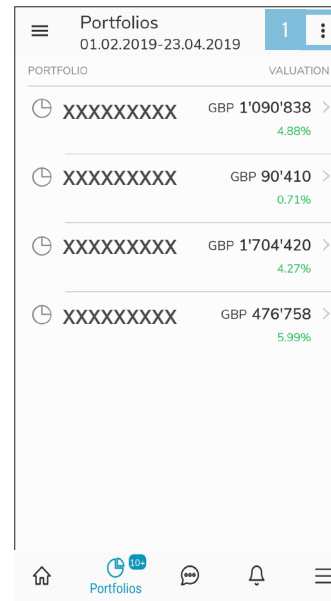 Portfolios
01.02.2019-23.04.2019
1
PORTFOLIO VALUATION
XXXXXXXXX GBP 1'090'838
4.88%
XXXXXXXXX GBP 90'410
0.71%
XXXXXXXXX GBP 1'704'420
4.27%
XXXXXXXXX GBP 476'758
5.99%
10+
Portfolios